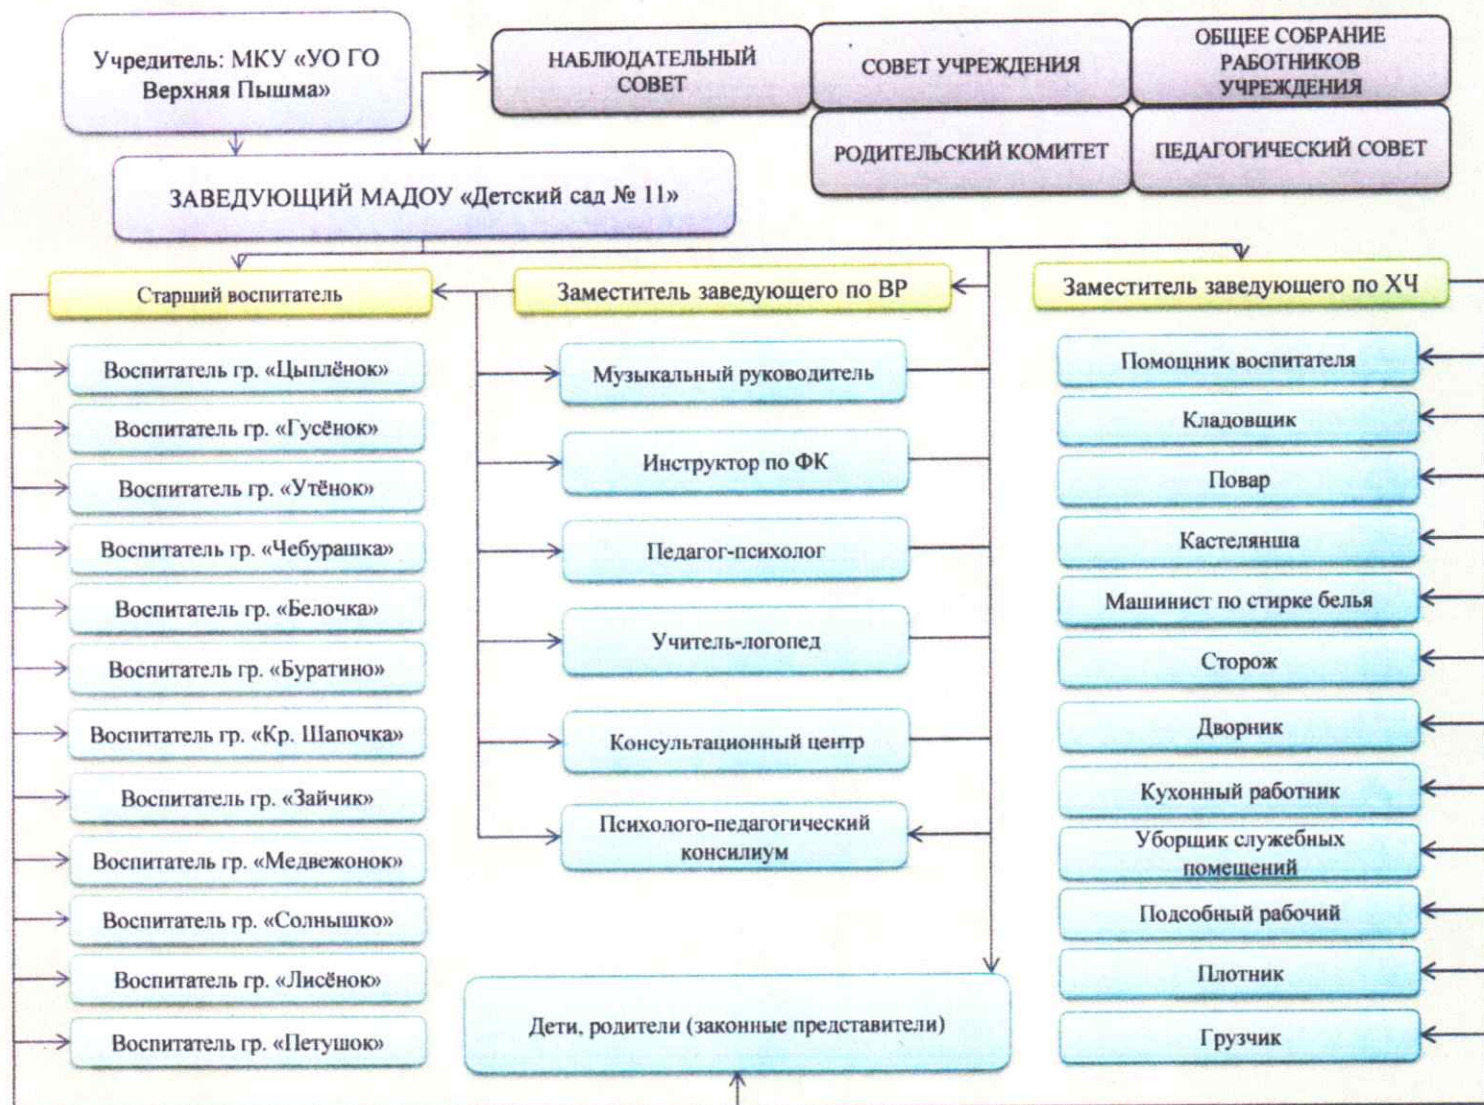 Учредитель: МКУ «УО ГО
Верхняя Пышма»
НАБЛЮДАТЕЛЬНЫЙ
СОВЕТ
СОВЕТ УЧРЕЖДЕНИЯ
ОБЩЕЕ СОБРАНИЕ
РАБОТНИКОВ
УЧРЕЖДЕНИЯ
РОДИТЕЛЬСКИЙ КОМИТЕТ
ПЕДАГОГИЧЕСКИЙ СОВЕТ
ЗАВЕДУЮЩИЙ МАДОУ «Детский сад № 11»
Старший воспитатель
Воспитатель гр. «Цыплёнок»
Воспитатель гр. «Гусёнок»
Воспитатель гр. «Утёнок»
Воспитатель гр. «Чебурашка»
Воспитатель гр. «Белочка»
Воспитатель гр. «Буратино»
Воспитатель гр. «Кр. Шапочка»
Воспитатель гр. «Зайчик»
Воспитатель гр. «Медвежонок»
Воспитатель гр. «Солнышко»
Воспитатель гр. «Лисёнок»
Воспитатель гр. «Петушок»
Заместитель заведующего по ВР
Музыкальный руководитель
Инструктор по ФК
Педагог-психолог
Учитель-логопед
Консультационный центр
Психолого-педагогический
консилиум
Дети, родители (законные представители)
Заместитель заведующего по ХЧ
Помощник воспитателя
Кладовщик
Повар
Кастелянша
Машинист по стирке белья
Сторож
Дворник
Кухонный работник
Уборщик служебных
помещений
Подсобный рабочий
Плотник
Грузчик